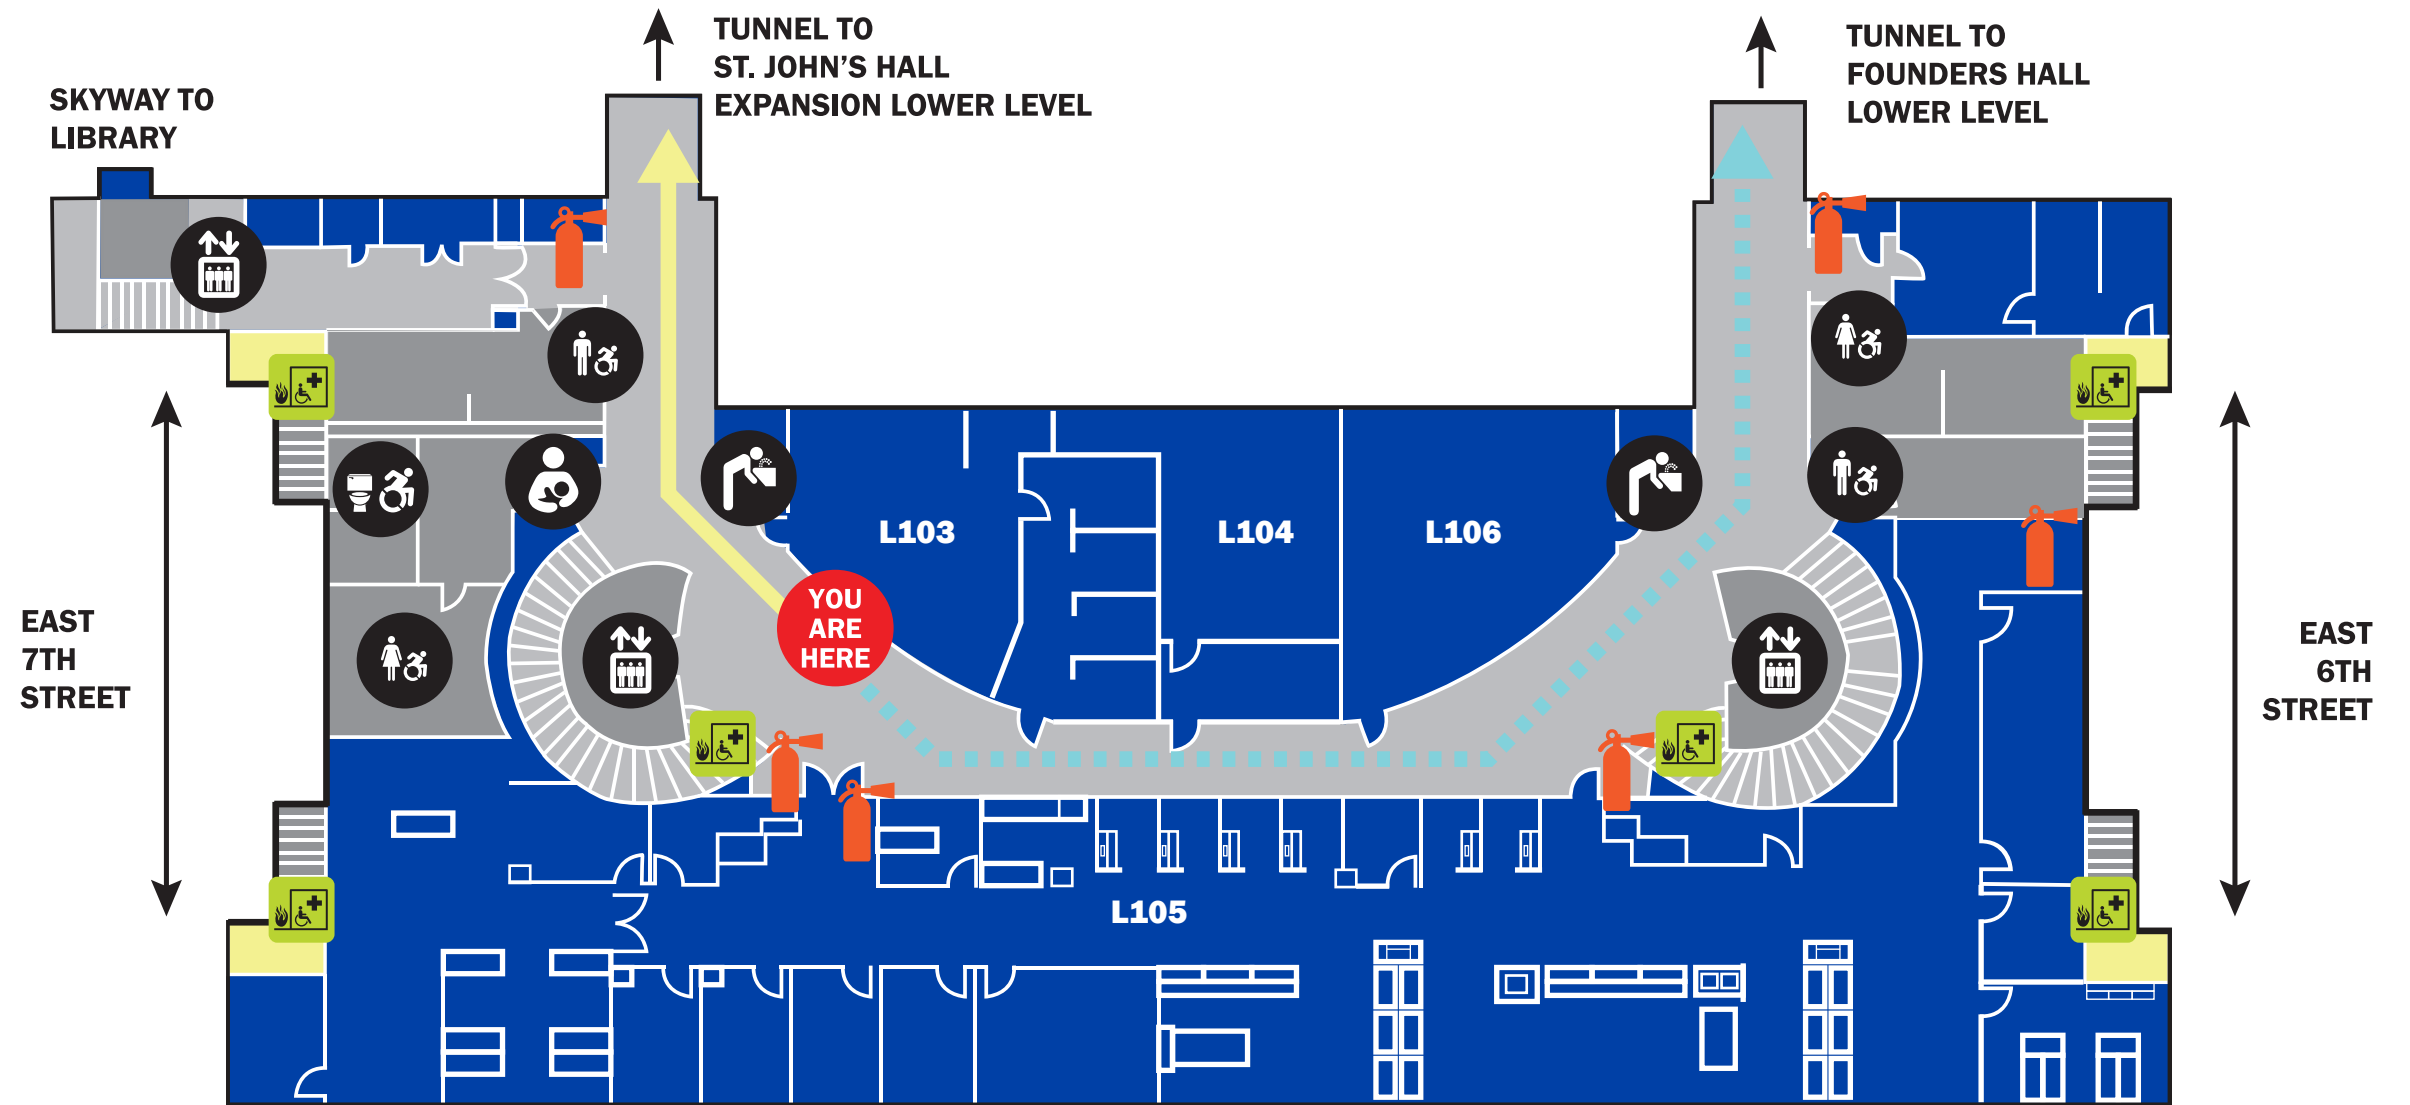 TUNNEL TO
ST. JOHN'S HALL
EXPANSION LOWER LEVEL
TUNNEL TO
FOUNDERS HALL
LOWER LEVEL
SKYWAY TO
LIBRARY
L103
L104
L106
YOU
ARE
HERE
EAST
7TH
STREET
EAST
6TH
STREET
L105